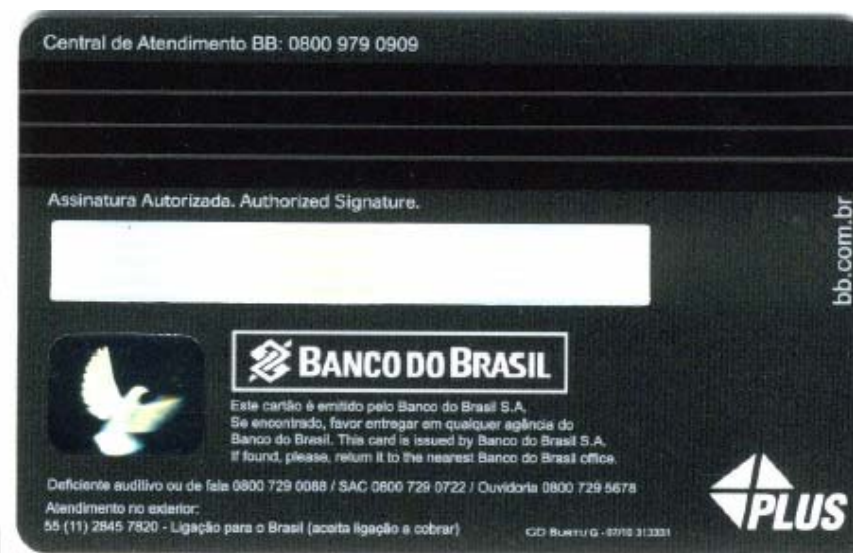 Central de Atendimento BB: 0800 979 0909
Assinatura Autorizada. Authorized Signature.
bb.com.br
BANCO DO BRASIL
Este cartão é emitido pelo Banco do Brasil S.A.
Se encontrado, favor entregar em qualquer agência do
Banco do Brasil. This card is issued by Banco do Brasil S.A.
If found, please, return it to the nearest Banco do Brasil office.
Deficiente auditivo ou de fala 0800 729 0088 / SAC 0800 729 0722 / Ouvidoria 0800 729 5678
Atendimento no exterior:
55 (11) 2845 7820 - Ligação para o Brasil (aceita ligação a cobrar)
PLUS